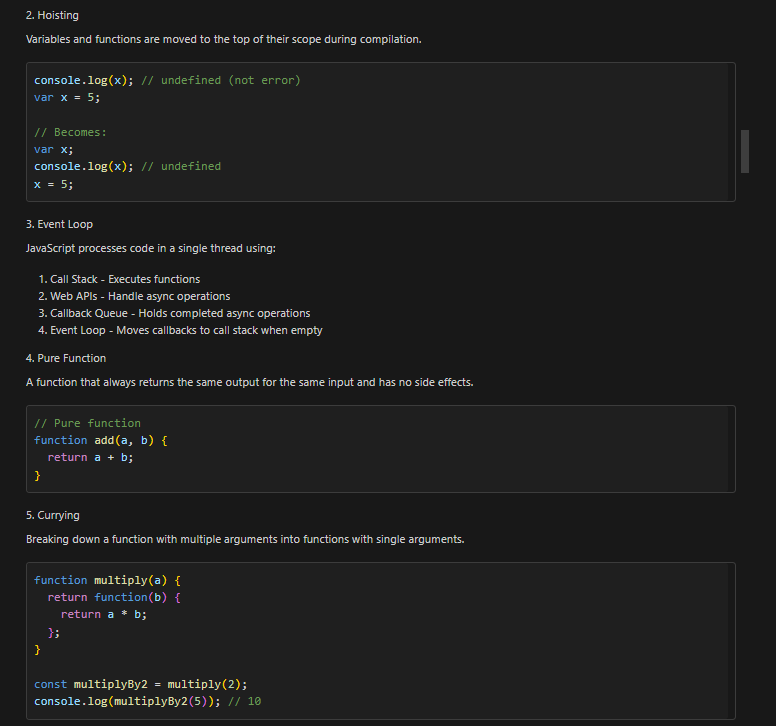 2. Hoisting
Variables and functions are moved to the top of their scope during compilation.
console.log(x); // undefined (not error)
var x = 5;
// Becomes:
var x;
console.log(x); // undefined
x = 5;
3. Event Loop
JavaScript processes code in a single thread using:
1. Call Stack - Executes functions
2. Web APIs - Handle async operations
3. Callback Queue - Holds completed async operations
4. Event Loop - Moves callbacks to call stack when empty
4. Pure Function
A function that always returns the same output for the same input and has no side effects.
// Pure function
function add(a, b) {
  return a + b;
}
5. Currying
Breaking down a function with multiple arguments into functions with single arguments.
function multiply(a) {
  return function(b) {
    return a * b;
  };
}
const multiplyBy2 = multiply(2);
console.log(multiplyBy2(5)); // 10